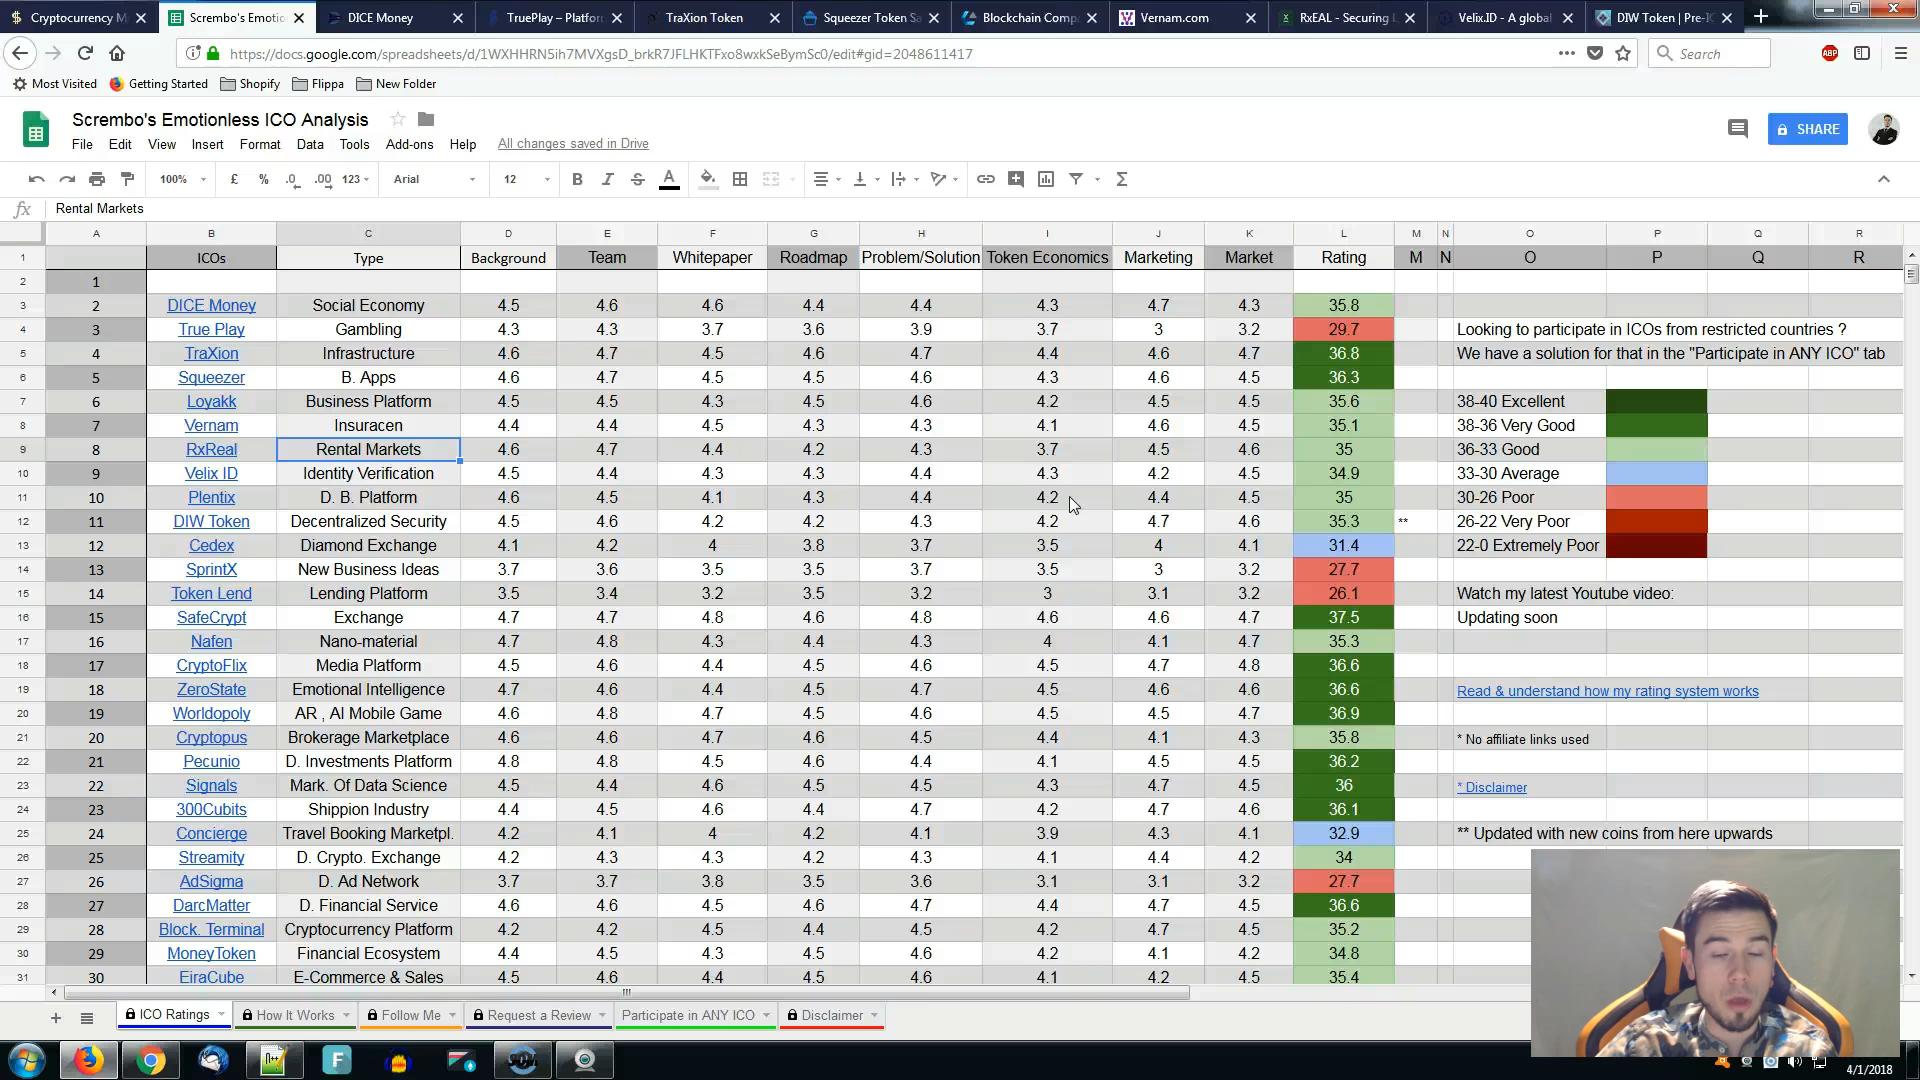 Cryptocurrency M
Scrembo's Emotion
DICE Money
TruePlay – Platfor
TraXion Token
Squeezer Token Sa
Blockchain Comp
Vernam.com
RxEAL - Securing L
Velix.ID - A global
DIW Token | Pre-IC
https://docs.google.com/spreadsheets/d/1WXHHRN5ih7MVXgsD_brkR7JFLHKTFxo8wxkSeBymSc0/edit#gid=2048611417
Search
ABP
Most Visited
Getting Started
Shopify
Flippa
New Folder
Scrembo's Emotionless ICO Analysis
File Edit View Insert Format Data Tools Add-ons Help All changes saved in Drive
SHARE
100% £ % .0 .00 123 Arial 12 B I S A
fx Rental Markets
A B C D E F G H I J K L M N O P Q R
1 ICOs Type Background Team Whitepaper Roadmap Problem/Solution Token Economics Marketing Market Rating M N O P Q R
2 1
3 2 DICE Money Social Economy 4.5 4.6 4.6 4.4 4.4 4.3 4.7 4.3 35.8
4 3 True Play Gambling 4.3 4.3 3.7 3.6 3.9 3.7 3 3.2 29.7 Looking to participate in ICOs from restricted countries ?
5 4 TraXion Infrastructure 4.6 4.7 4.5 4.6 4.7 4.4 4.6 4.7 36.8 We have a solution for that in the "Participate in ANY ICO" tab
6 5 Squeezer B. Apps 4.6 4.7 4.5 4.5 4.6 4.3 4.6 4.5 36.3
7 6 Loyakk Business Platform 4.5 4.5 4.3 4.5 4.6 4.2 4.5 4.5 35.6 38-40 Excellent
8 7 Vernam Insuracen 4.4 4.4 4.5 4.3 4.3 4.1 4.6 4.5 35.1 38-36 Very Good
9 8 RxReal Rental Markets 4.6 4.7 4.4 4.2 4.3 3.7 4.5 4.6 35 36-33 Good
10 9 Velix ID Identity Verification 4.5 4.4 4.3 4.3 4.4 4.3 4.2 4.5 34.9 33-30 Average
11 10 Plentix D. B. Platform 4.6 4.5 4.1 4.3 4.4 4.2 4.4 4.5 35 30-26 Poor
12 11 DIW Token Decentralized Security 4.5 4.6 4.2 4.2 4.3 4.2 4.7 4.6 35.3 ** 26-22 Very Poor
13 12 Cedex Diamond Exchange 4.1 4.2 4 3.8 3.7 3.5 4 4.1 31.4 22-0 Extremely Poor
14 13 SprintX New Business Ideas 3.7 3.6 3.5 3.5 3.7 3.5 3 3.2 27.7
15 14 Token Lend Lending Platform 3.5 3.4 3.2 3.5 3.2 3 3.1 3.2 26.1 Watch my latest Youtube video:
16 15 SafeCrypt Exchange 4.7 4.7 4.8 4.6 4.8 4.6 4.6 4.7 37.5 Updating soon
17 16 Nafen Nano-material 4.7 4.8 4.3 4.4 4.3 4 4.1 4.7 35.3
18 17 CryptoFlix Media Platform 4.5 4.6 4.4 4.5 4.6 4.5 4.7 4.8 36.6
19 18 ZeroState Emotional Intelligence 4.7 4.6 4.4 4.5 4.7 4.5 4.6 4.6 36.6 Read & understand how my rating system works
20 19 Worldopoly AR , AI Mobile Game 4.6 4.8 4.7 4.5 4.6 4.5 4.5 4.7 36.9
21 20 Cryptopus Brokerage Marketplace 4.6 4.6 4.7 4.6 4.5 4.4 4.1 4.3 35.8 * No affiliate links used
22 21 Pecunio D. Investments Platform 4.8 4.8 4.5 4.6 4.4 4.1 4.5 4.5 36.2
23 22 Signals Mark. Of Data Science 4.5 4.4 4.6 4.5 4.5 4.3 4.7 4.5 36 * Disclaimer
24 23 300Cubits Shippion Industry 4.4 4.5 4.6 4.4 4.7 4.2 4.7 4.6 36.1
25 24 Concierge Travel Booking Marketpl. 4.2 4.1 4 4.2 4.1 3.9 4.3 4.1 32.9 ** Updated with new coins from here upwards
26 25 Streamity D. Crypto. Exchange 4.2 4.3 4.3 4.2 4.3 4.1 4.4 4.2 34
27 26 AdSigma D. Ad Network 3.7 3.7 3.8 3.5 3.6 3.1 3.1 3.2 27.7
28 27 DarcMatter D. Financial Service 4.6 4.6 4.5 4.6 4.7 4.4 4.7 4.5 36.6
29 28 Block. Terminal Cryptocurrency Platform 4.2 4.2 4.5 4.4 4.5 4.2 4.7 4.5 35.2
30 29 MoneyToken Financial Ecosystem 4.4 4.5 4.3 4.5 4.6 4.2 4.1 4.2 34.8
31 30 EiraCube E-Commerce & Sales 4.5 4.6 4.4 4.5 4.6 4.1 4.2 4.5 35.4
ICO Ratings How It Works Follow Me Request a Review Participate in ANY ICO Disclaimer
4/1/2018